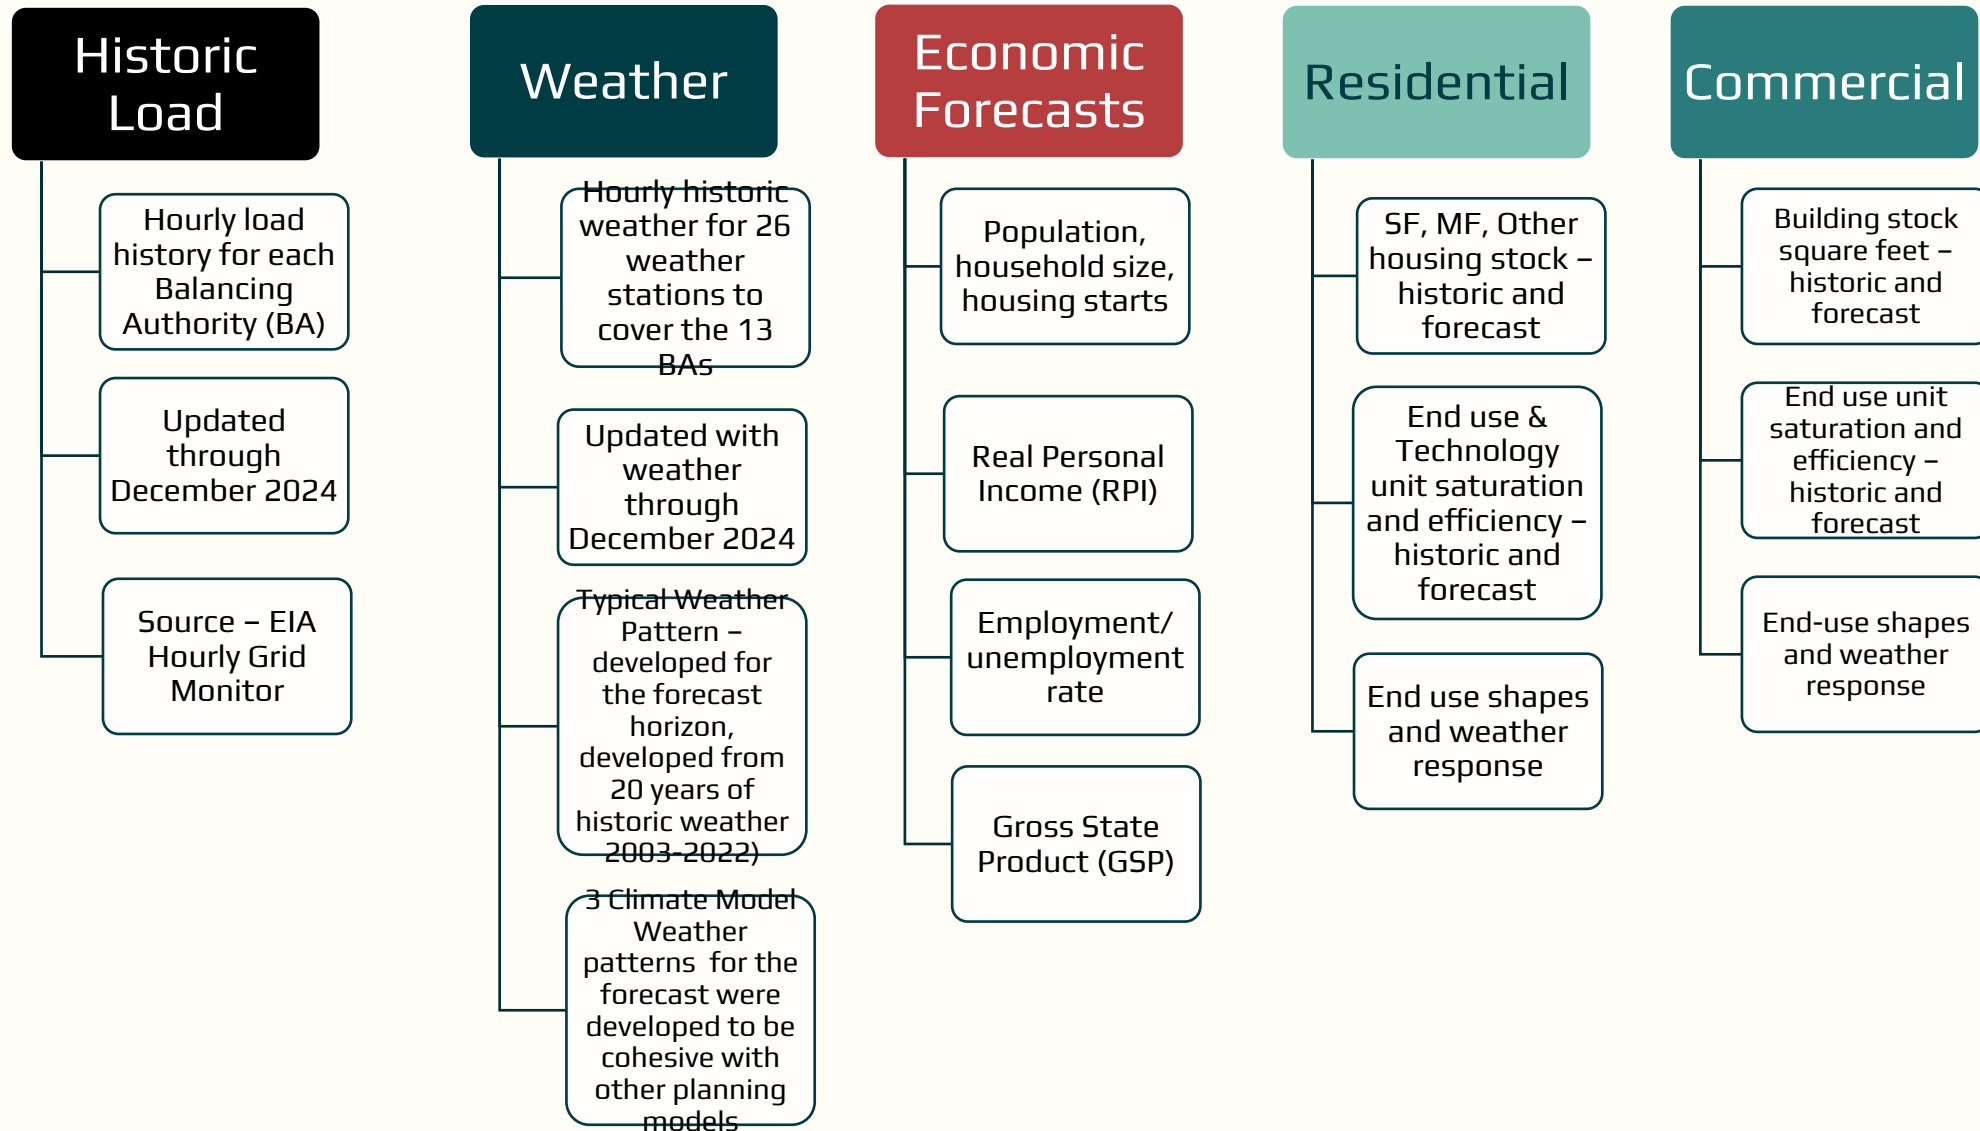 Historic
Load
Hourly load
history for each
Balancing
Authority (BA)
Updated
through
December 2024
Source – EIA
Hourly Grid
Monitor
Weather
Hourly historic
weather for 26
weather
stations to
cover the 13
BAs
Updated with
weather
through
December 2024
Typical Weather
Pattern –
developed for
the forecast
horizon,
developed from
20 years of
historic weather
2003-2022)
3 Climate Model
Weather
patterns  for the
forecast were
developed to be
cohesive with
other planning
models
Economic
Forecasts
Population,
household size,
housing starts
Real Personal
Income (RPI)
Employment/
unemployment
rate
Gross State
Product (GSP)
Residential
SF, MF, Other
housing stock –
historic and
forecast
End use &
Technology
unit saturation
and efficiency –
historic and
forecast
End use shapes
and weather
response
Commercial
Building stock
square feet –
historic and
forecast
End use unit
saturation and
efficiency –
historic and
forecast
End-use shapes
and weather
response